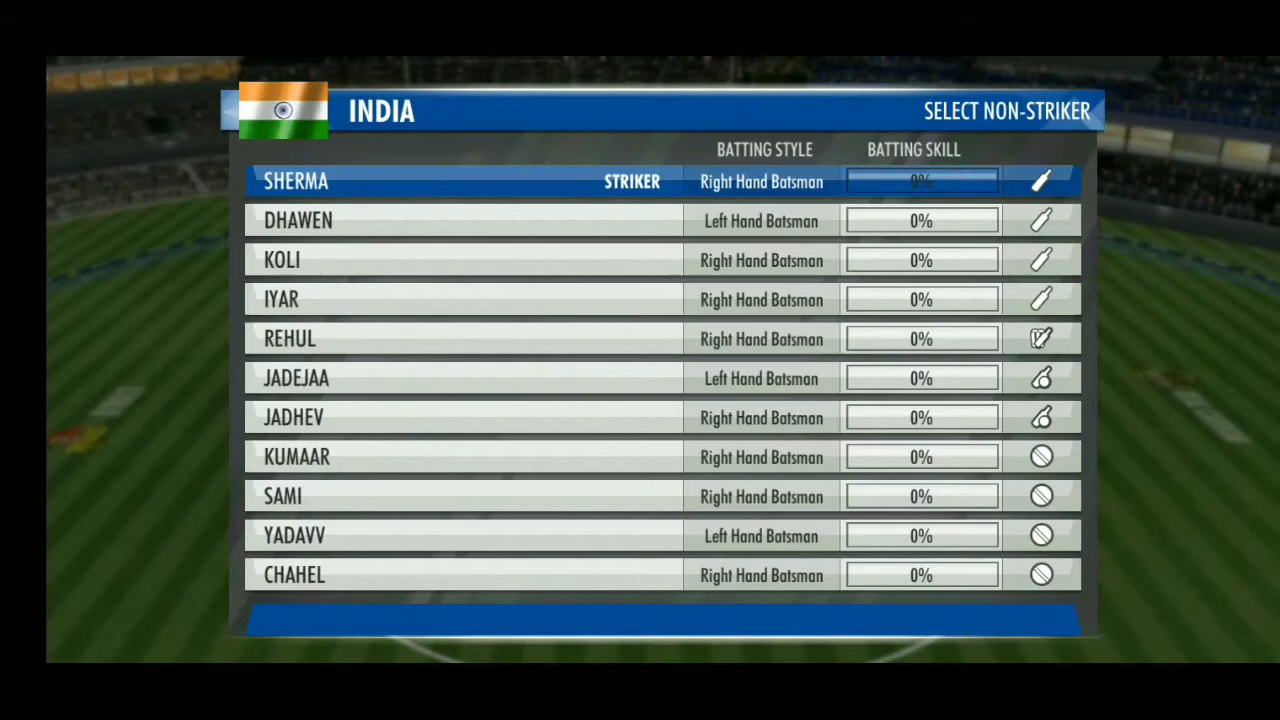 INDIA SELECT NON-STRIKER
BATTING STYLE BATTING SKILL
SHERMA STRIKER Right Hand Batsman 0%
DHAWEN Left Hand Batsman 0%
KOLI Right Hand Batsman 0%
IYAR Right Hand Batsman 0%
REHUL Right Hand Batsman 0%
JADEJAA Left Hand Batsman 0%
JADHEV Right Hand Batsman 0%
KUMAAR Right Hand Batsman 0%
SAMI Right Hand Batsman 0%
YADAVV Left Hand Batsman 0%
CHAHEL Right Hand Batsman 0%